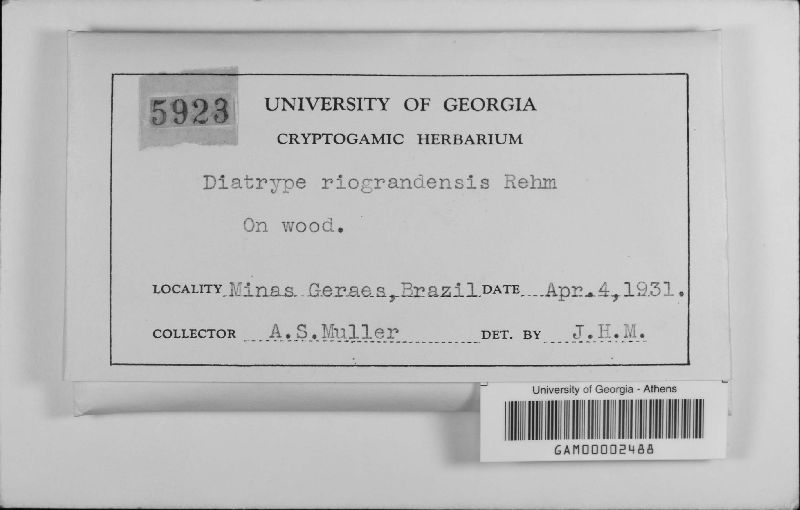 5923
UNIVERSITY OF GEORGIA
CRYPTOGAMIC HERBARIUM
Diatrype riograndensis Rehm
On wood.
LOCALITY Minas Geraes, Brazil DATE Apr. 4, 1931.
COLLECTOR A.S.Muller DET. BY J.H.M.
University of Georgia - Athens
GAM00002488